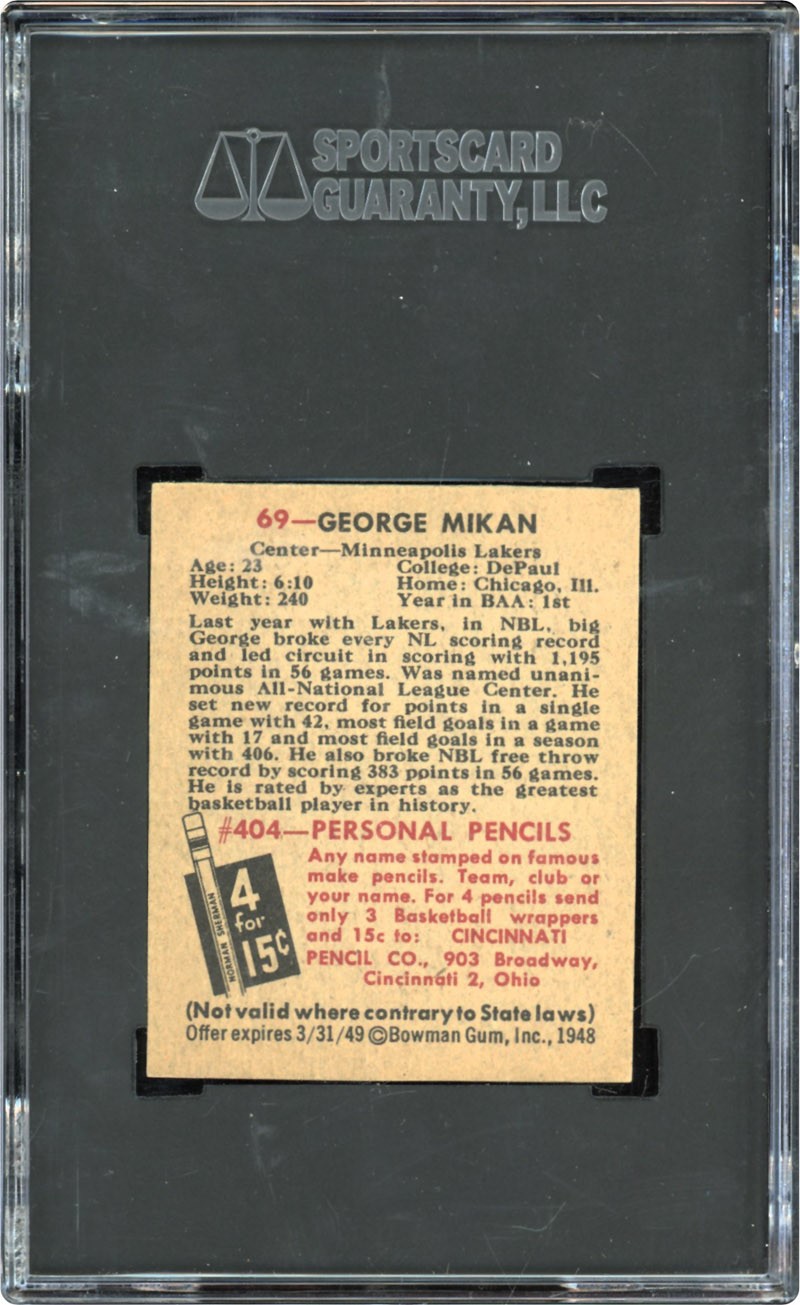 SPORTSCARD
GUARANTY, LLC
69—GEORGE MIKAN
Center—Minneapolis Lakers
Age: 23 College: DePaul
Height: 6:10 Home: Chicago, Ill.
Weight: 240 Year in BAA: 1st
Last year with Lakers, in NBL, big
George broke every NL scoring record
and led circuit in scoring with 1,195
points in 56 games. Was named unani-
mous All-National League Center. He
set new record for points in a single
game with 42, most field goals in a game
with 17 and most field goals in a season
with 406. He also broke NBL free throw
record by scoring 383 points in 56 games.
He is rated by experts as the greatest
basketball player in history.
#404—PERSONAL PENCILS
NORMAN SHERMAN
4
for
15¢
Any name stamped on famous
make pencils. Team, club or
your name. For 4 pencils send
only 3 Basketball wrappers
and 15c to: CINCINNATI
PENCIL CO., 903 Broadway,
Cincinnati 2, Ohio
(Not valid where contrary to State laws)
Offer expires 3/31/49 ©Bowman Gum, Inc., 1948